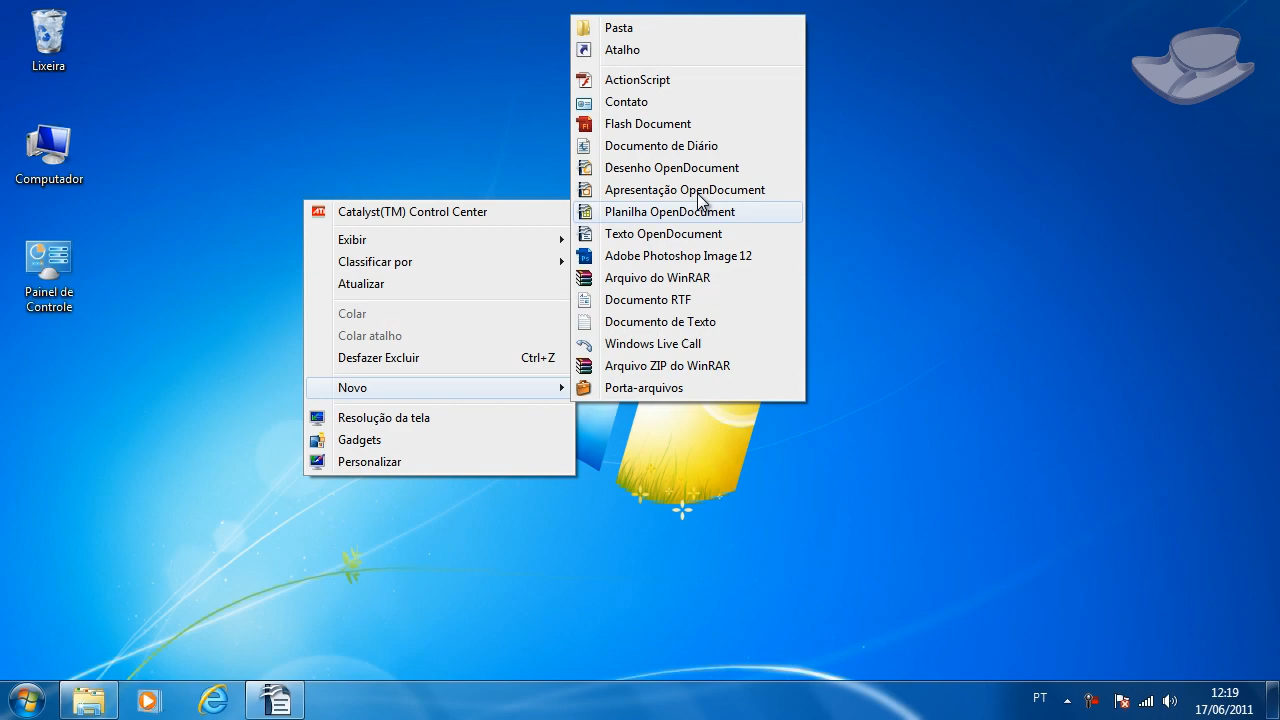 Lixeira
Computador
Painel de
Controle
Catalyst(TM) Control Center
Exibir
Classificar por
Atualizar
Colar
Colar atalho
Desfazer Excluir Ctrl+Z
Novo
Resolução da tela
Gadgets
Personalizar
Pasta
Atalho
ActionScript
Contato
Flash Document
Documento de Diário
Desenho OpenDocument
Apresentação OpenDocument
Planilha OpenDocument
Texto OpenDocument
Adobe Photoshop Image 12
Arquivo do WinRAR
Documento RTF
Documento de Texto
Windows Live Call
Arquivo ZIP do WinRAR
Porta-arquivos
PT
12:19
17/06/2011